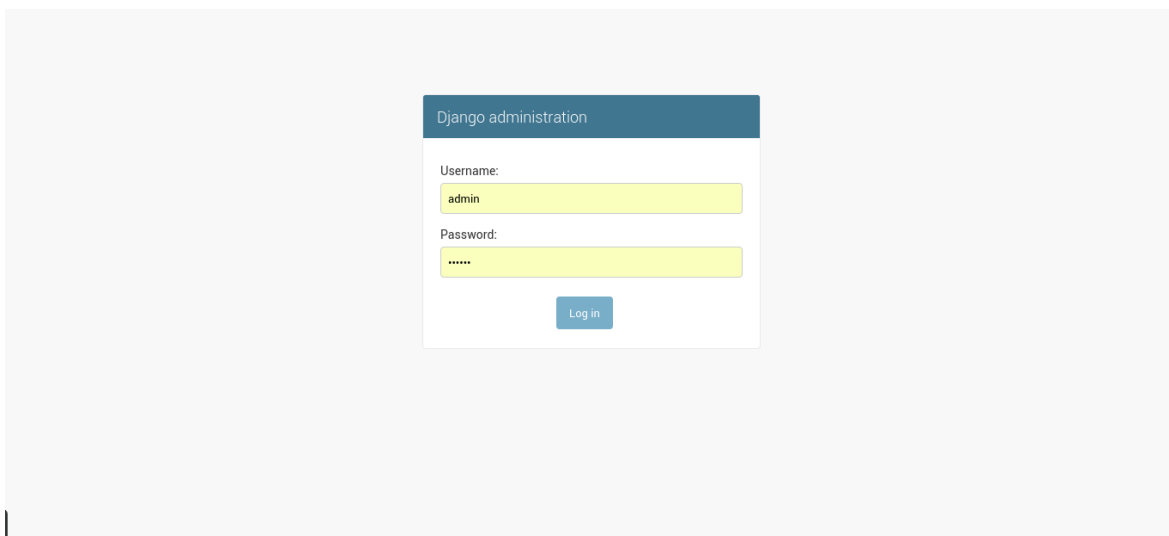 Django administration
Username:
admin
Password:
••••••
Log in